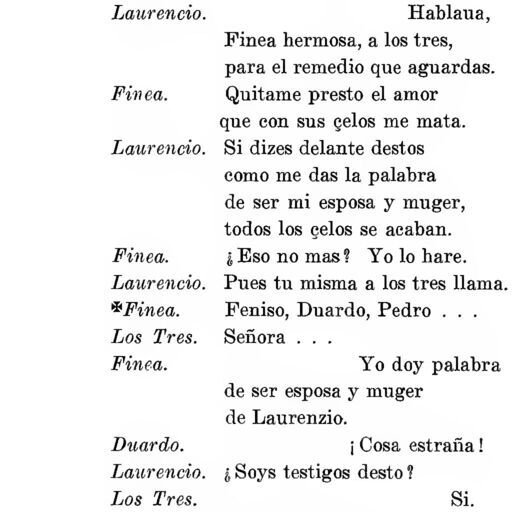 Laurencio. Hablaua,
Finea hermosa, a los tres,
para el remedio que aguardas.
Finea. Quitame presto el amor
que con sus çelos me mata.
Laurencio. Si dizes delante destos
como me das la palabra
de ser mi esposa y muger,
todos los çelos se acaban.
Finea. ¿Eso no mas? Yo lo hare.
Laurencio. Pues tu misma a los tres llama.
✠Finea. Feniso, Duardo, Pedro . . .
Los Tres. Señora . . .
Finea. Yo doy palabra
de ser esposa y muger
de Laurenzio.
Duardo. ¡Cosa estraña!
Laurencio. ¿Soys testigos desto?
Los Tres. Si.